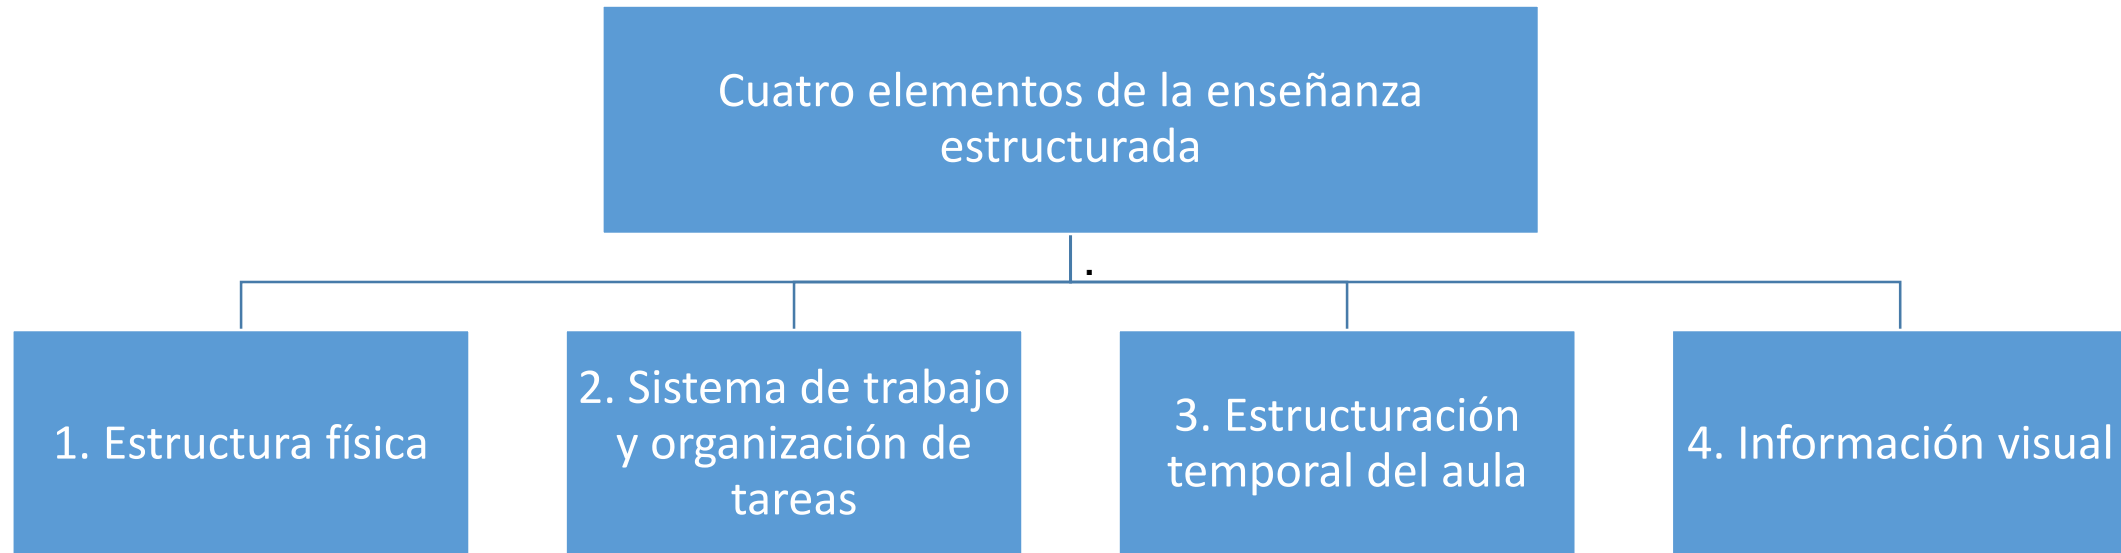 Cuatro elementos de la enseñanza
estructurada
.
1. Estructura física
2. Sistema de trabajo
y organización de
tareas
3. Estructuración
temporal del aula
4. Información visual